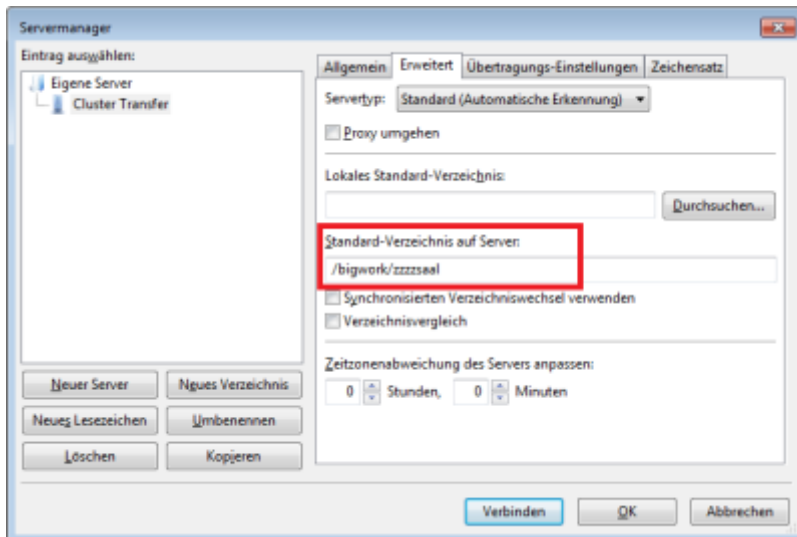 Servermanager
Eintrag auswählen:
Eigene Server
Cluster Transfer
Neuer Server
Neues Verzeichnis
Neues Lesezeichen
Umbenennen
Löschen
Kopieren
Allgemein
Erweitert
Übertragungs-Einstellungen
Zeichensatz
Servertyp:
Standard (Automatische Erkennung)
Proxy umgehen
Lokales Standard-Verzeichnis:
Durchsuchen...
Standard-Verzeichnis auf Server:
/bigwork/zzzzsaal
Synchronisierten Verzeichniswechsel verwenden
Verzeichnisvergleich
Zeitzonenabweichung des Servers anpassen:
0 Stunden, 0 Minuten
Verbinden
OK
Abbrechen